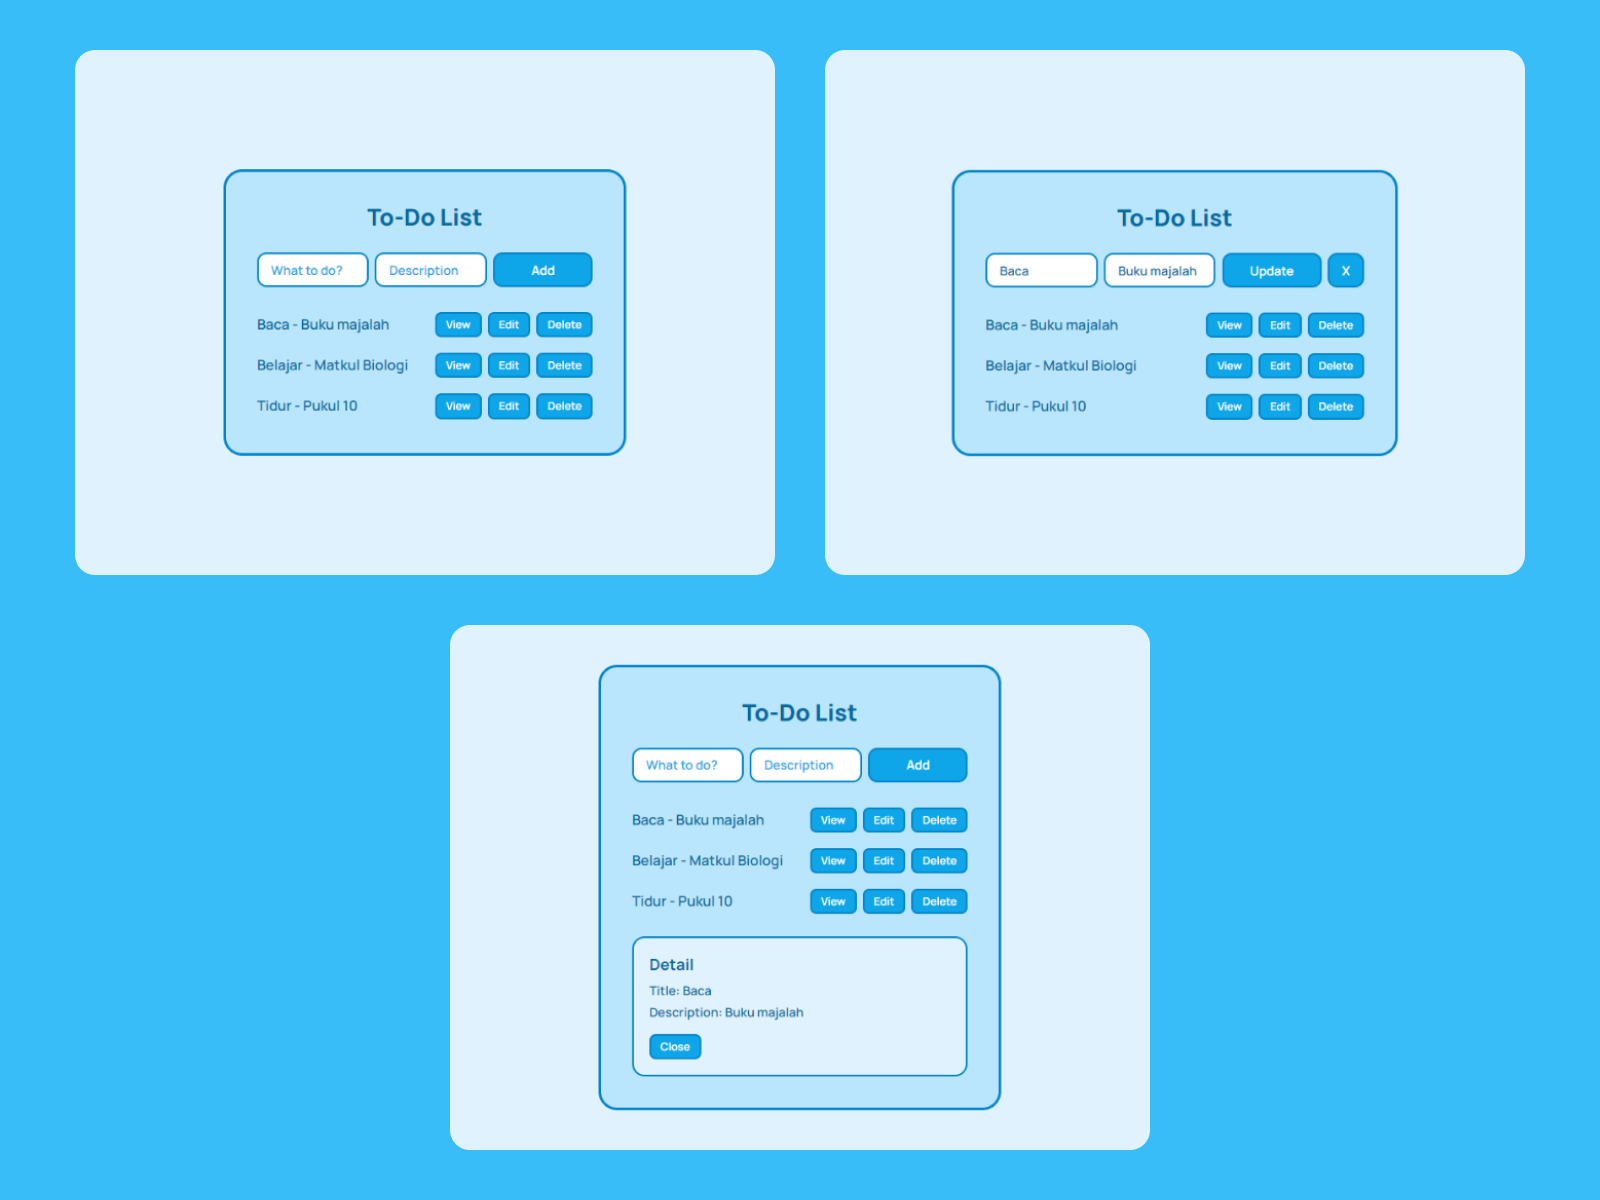 To-Do List
What to do? Description Add
Baca - Buku majalah View Edit Delete
Belajar - Matkul Biologi View Edit Delete
Tidur - Pukul 10 View Edit Delete
To-Do List
Baca Buku majalah Update X
Baca - Buku majalah View Edit Delete
Belajar - Matkul Biologi View Edit Delete
Tidur - Pukul 10 View Edit Delete
To-Do List
What to do? Description Add
Baca - Buku majalah View Edit Delete
Belajar - Matkul Biologi View Edit Delete
Tidur - Pukul 10 View Edit Delete
Detail
Title: Baca
Description: Buku majalah
Close